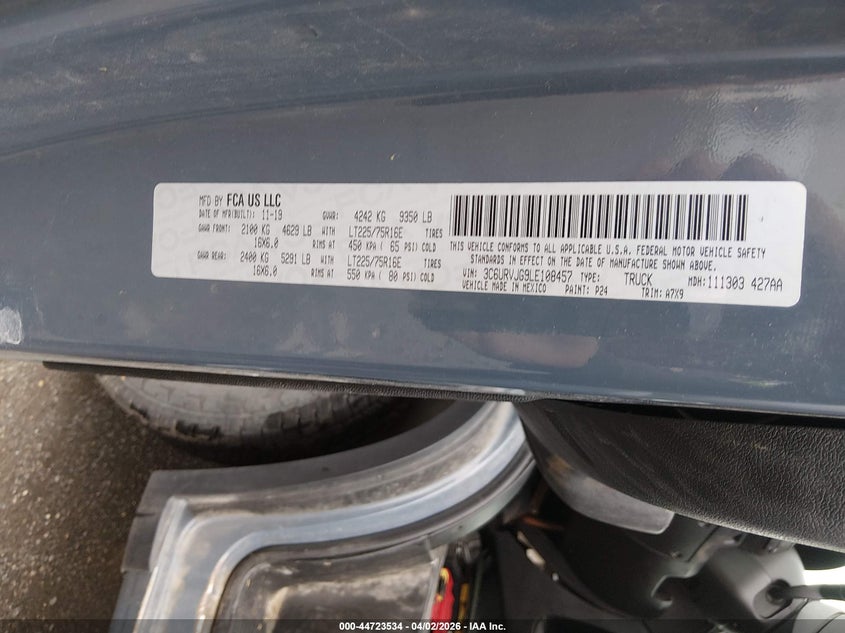 MFD BY FCA US LLC
DATE OF MFR(BUILT): 11-19 GVWR: 4242 KG 9350 LB
GAWR FRONT: 2100 KG 4629 LB WITH LT225/75R16E TIRES
16X6.0 RIMS AT 450 KPA ( 65 PSI) COLD
GAWR REAR: 2400 KG 5291 LB WITH LT225/75R16E TIRES
16X6.0 RIMS AT 550 KPA ( 80 PSI) COLD
THIS VEHICLE CONFORMS TO ALL APPLICABLE U.S.A. FEDERAL MOTOR VEHICLE SAFETY
STANDARDS IN EFFECT ON THE DATE OF MANUFACTURE SHOWN ABOVE.
VIN: 3C6URVJG9LE108457 TYPE: TRUCK MDH: 111303 427AA
VEHICLE MADE IN MEXICO PAINT: P24 TRIM: A7X9
000-44723534 - 04/02/2026 - IAA Inc.